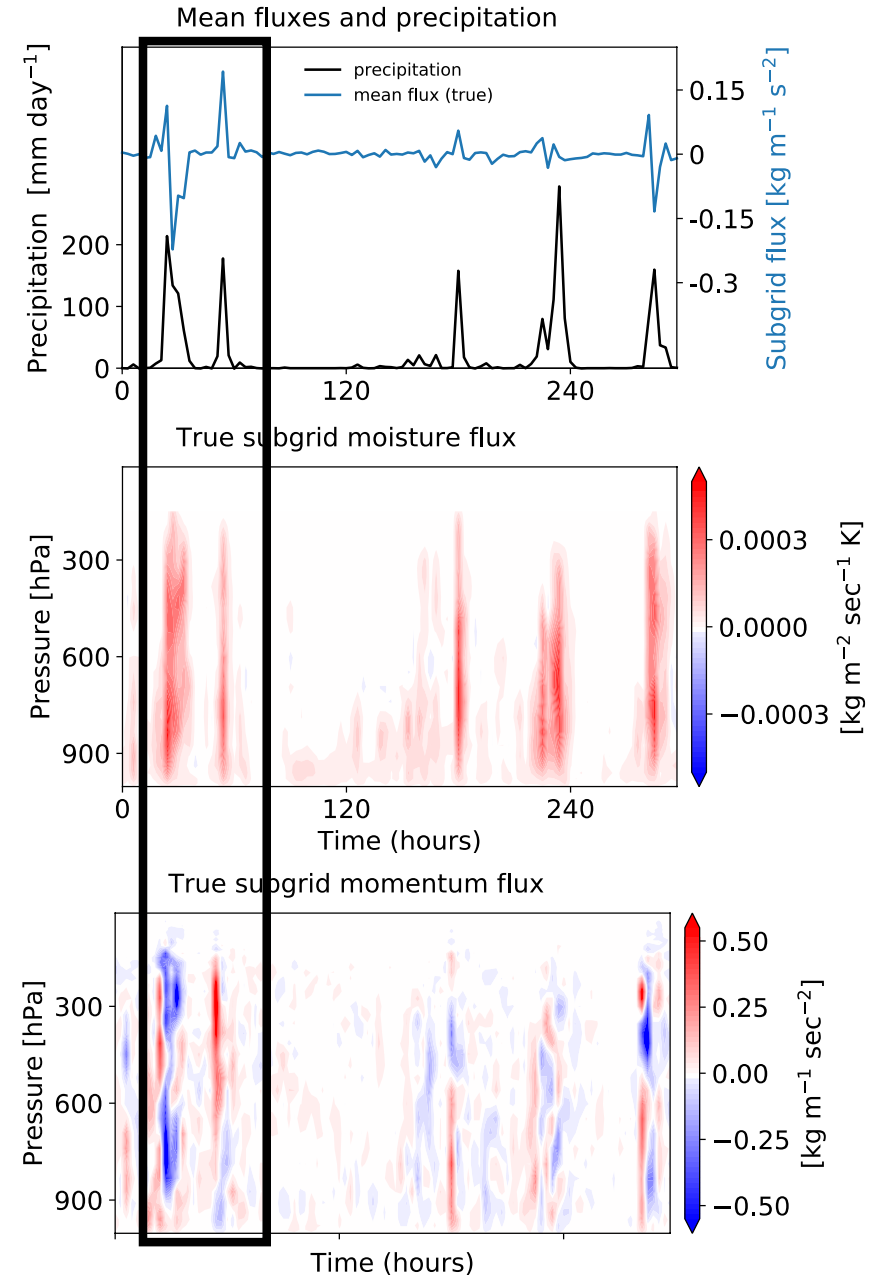 Mean fluxes and precipitation
Precipitation [mm day⁻¹]
200
100
0
precipitation
mean flux (true)
0.15
0
-0.15
-0.3
Subgrid flux [kg m⁻¹ s⁻²]
0
120
240
True subgrid moisture flux
Pressure [hPa]
300
600
900
0.0003
0.0000
−0.0003
[kg m⁻² sec⁻¹ K]
0
120
240
Time (hours)
True subgrid momentum flux
Pressure [hPa]
300
600
900
0.50
0.25
0.00
−0.25
−0.50
[kg m⁻¹ sec⁻²]
Time (hours)